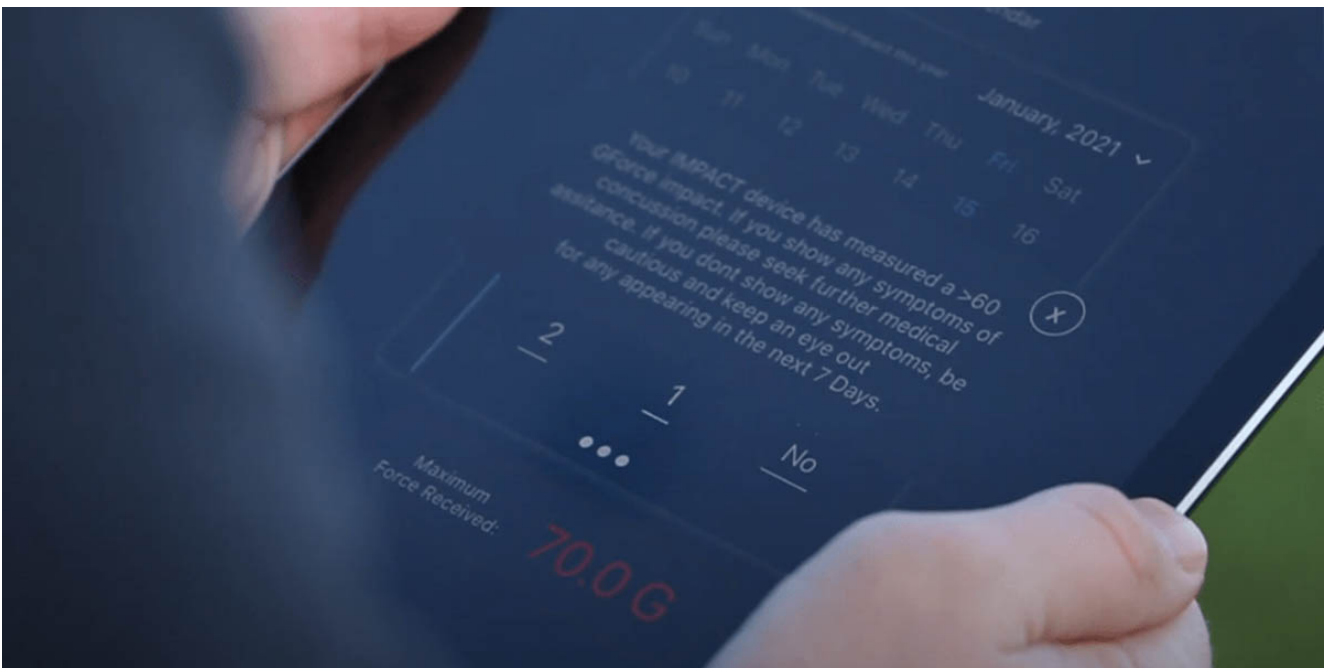 January, 2021
Sun Mon Tue Wed Thu Fri Sat
10 11 12 13 14 15 16
Your IMPACT device has measured a >60
GForce impact. If you show any symptoms of
concussion please seek further medical
assitance. If you dont show any symptoms, be
cautious and keep an eye out
for any appearing in the next 7 Days.
X
2 1 No
Maximum
Force Received:
70.0 G